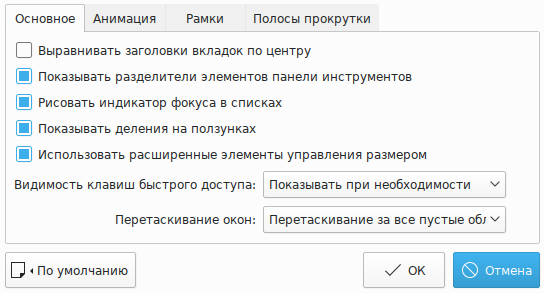 Основное Анимация Рамки Полосы прокрутки
Выравнивать заголовки вкладок по центру
Показывать разделители элементов панели инструментов
Рисовать индикатор фокуса в списках
Показывать деления на ползунках
Использовать расширенные элементы управления размером
Видимость клавиш быстрого доступа: Показывать при необходимости
Перетаскивание окон: Перетаскивание за все пустые обл
По умолчанию ОК Отмена